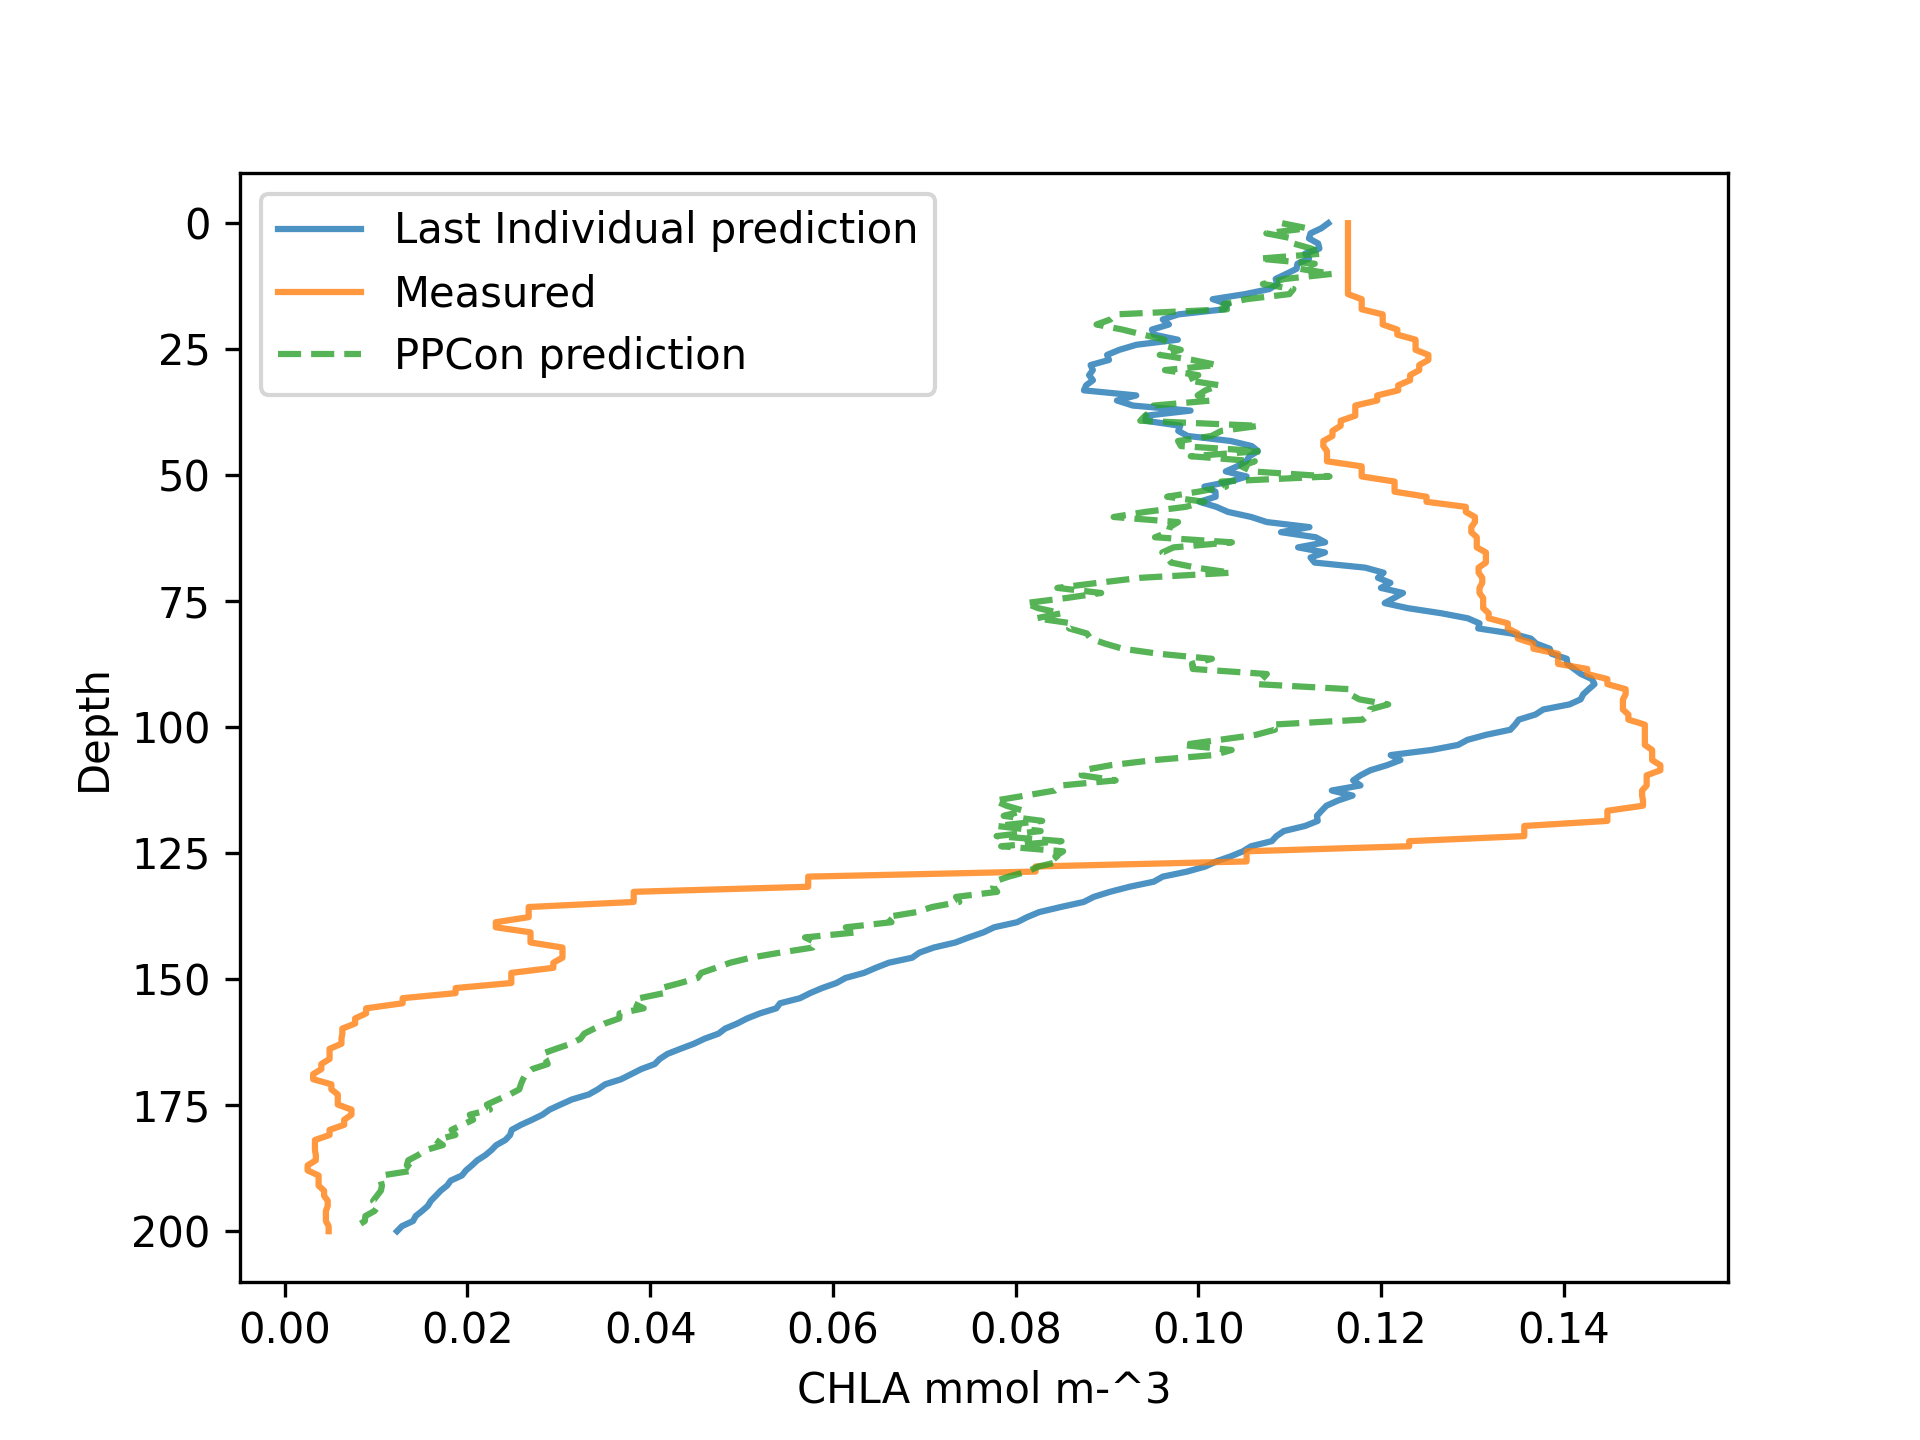 Last Individual prediction
Measured
PPCon prediction
0
25
50
75
100
125
150
175
200
Depth
0.00 0.02 0.04 0.06 0.08 0.10 0.12 0.14
CHLA mmol m-^3